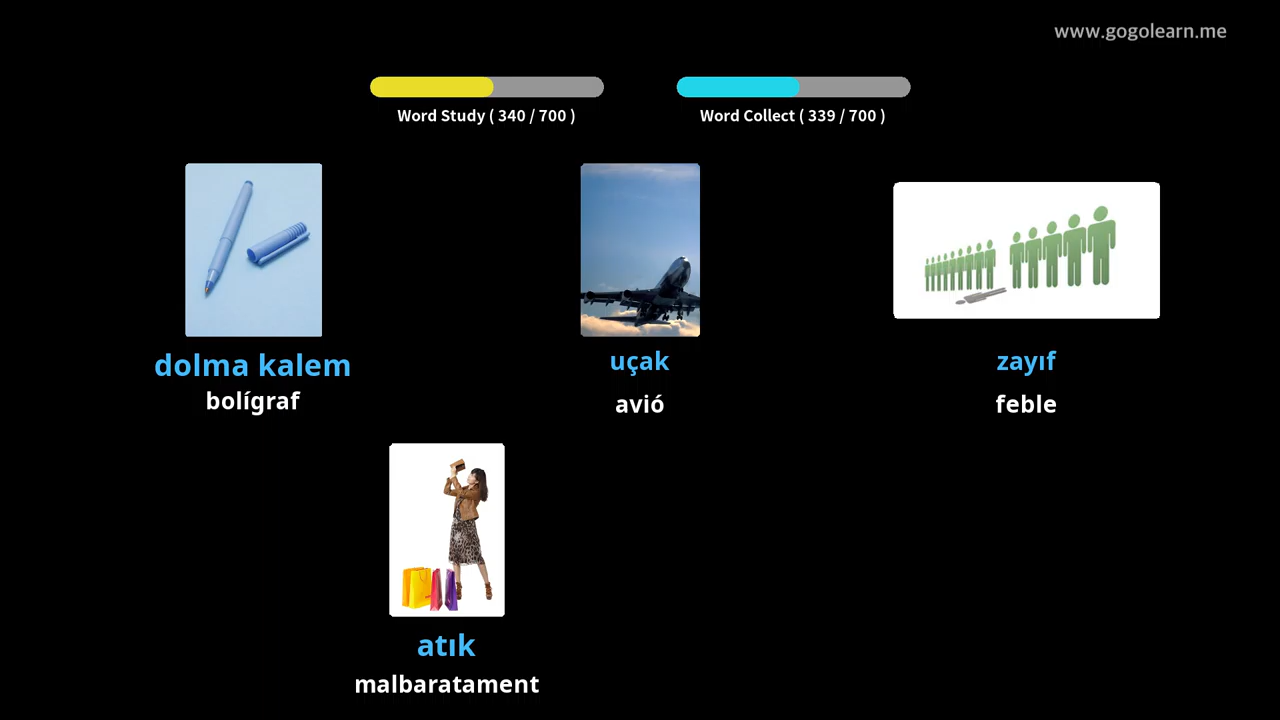 www.gogolearn.me
Word Study ( 340 / 700 )
Word Collect ( 339 / 700 )
dolma kalem
bolígraf
uçak
avió
zayıf
feble
atık
malbaratament